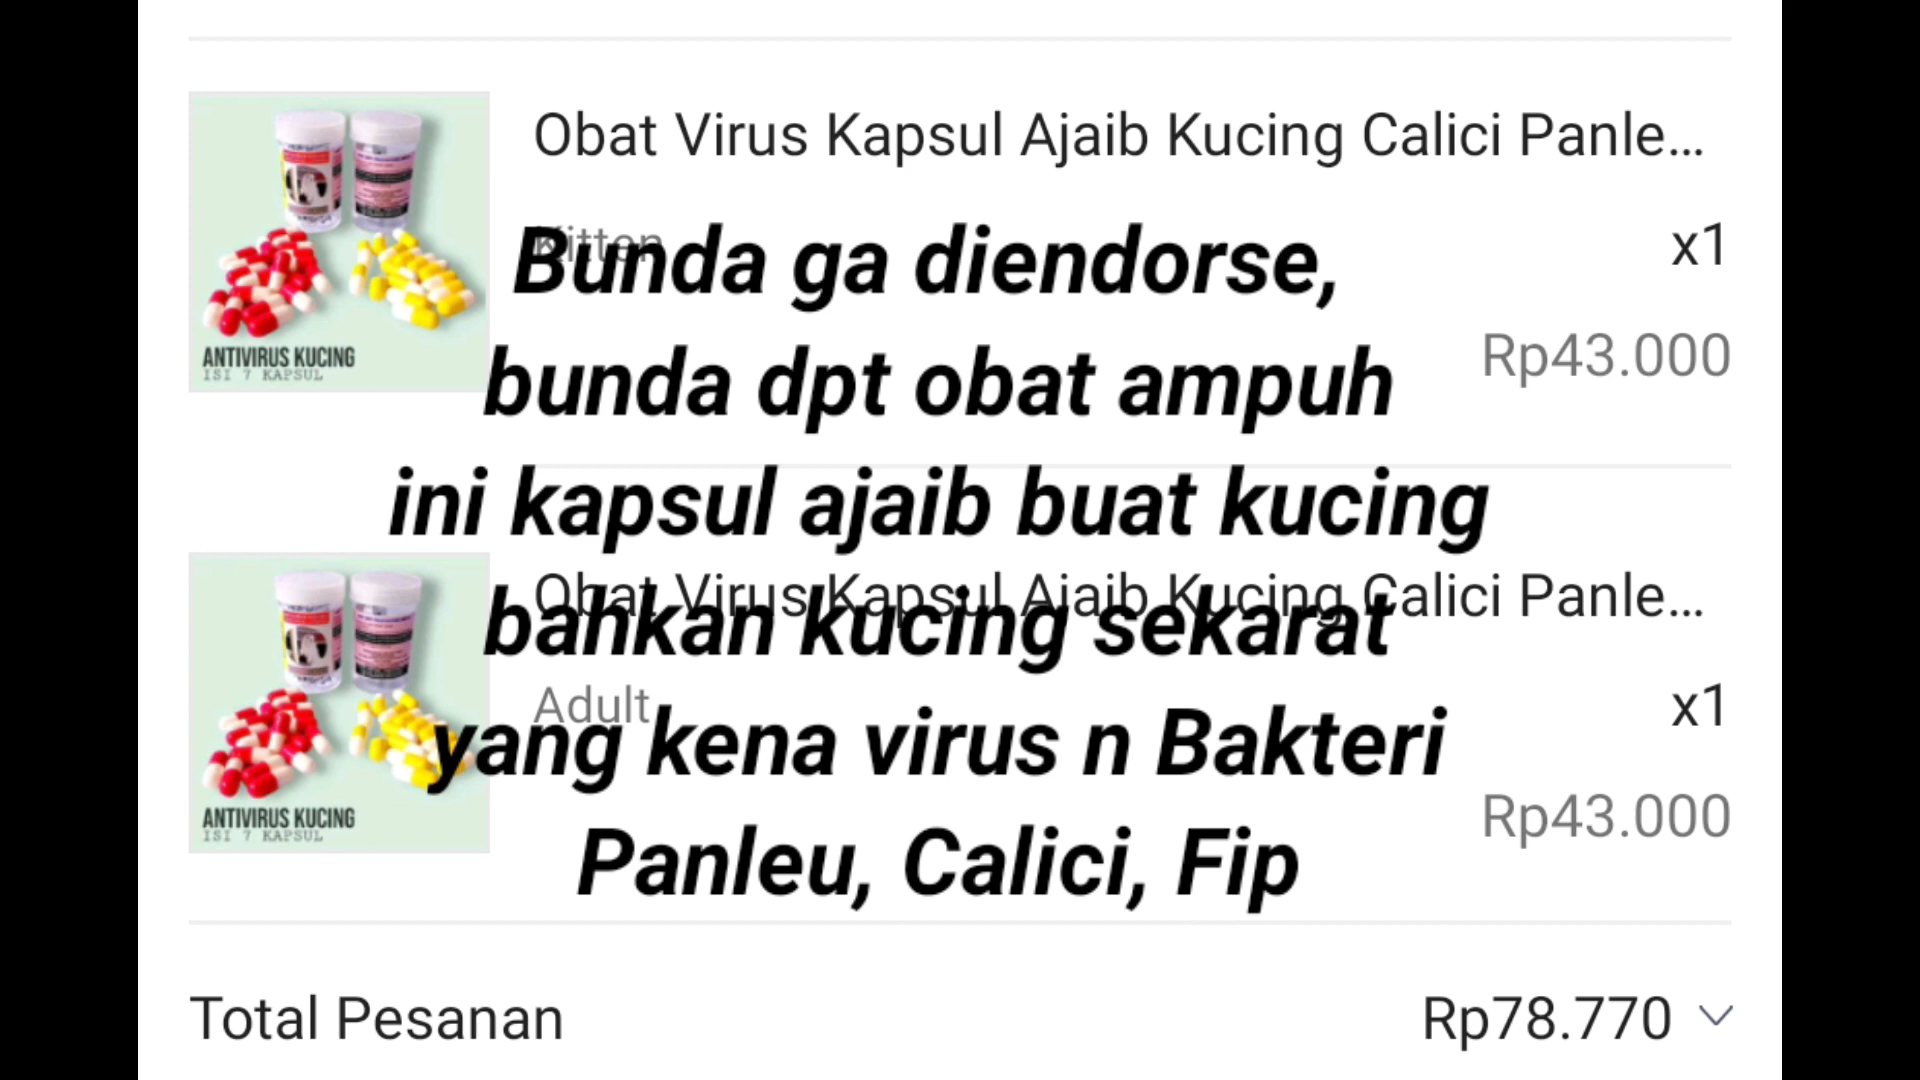 Obat Virus Kapsul Ajaib Kucing Calici Panle...
Kitten
x1
Rp43.000
ANTIVIRUS KUCING
ISI 7 KAPSUL
Bunda ga diendorse,
bunda dpt obat ampuh
ini kapsul ajaib buat kucing
bahkan kucing sekarat
yang kena virus n Bakteri
Panleu, Calici, Fip
Obat Virus Kapsul Ajaib Kucing Calici Panle...
Adult
x1
Rp43.000
ANTIVIRUS KUCING
ISI 7 KAPSUL
Total Pesanan
Rp78.770